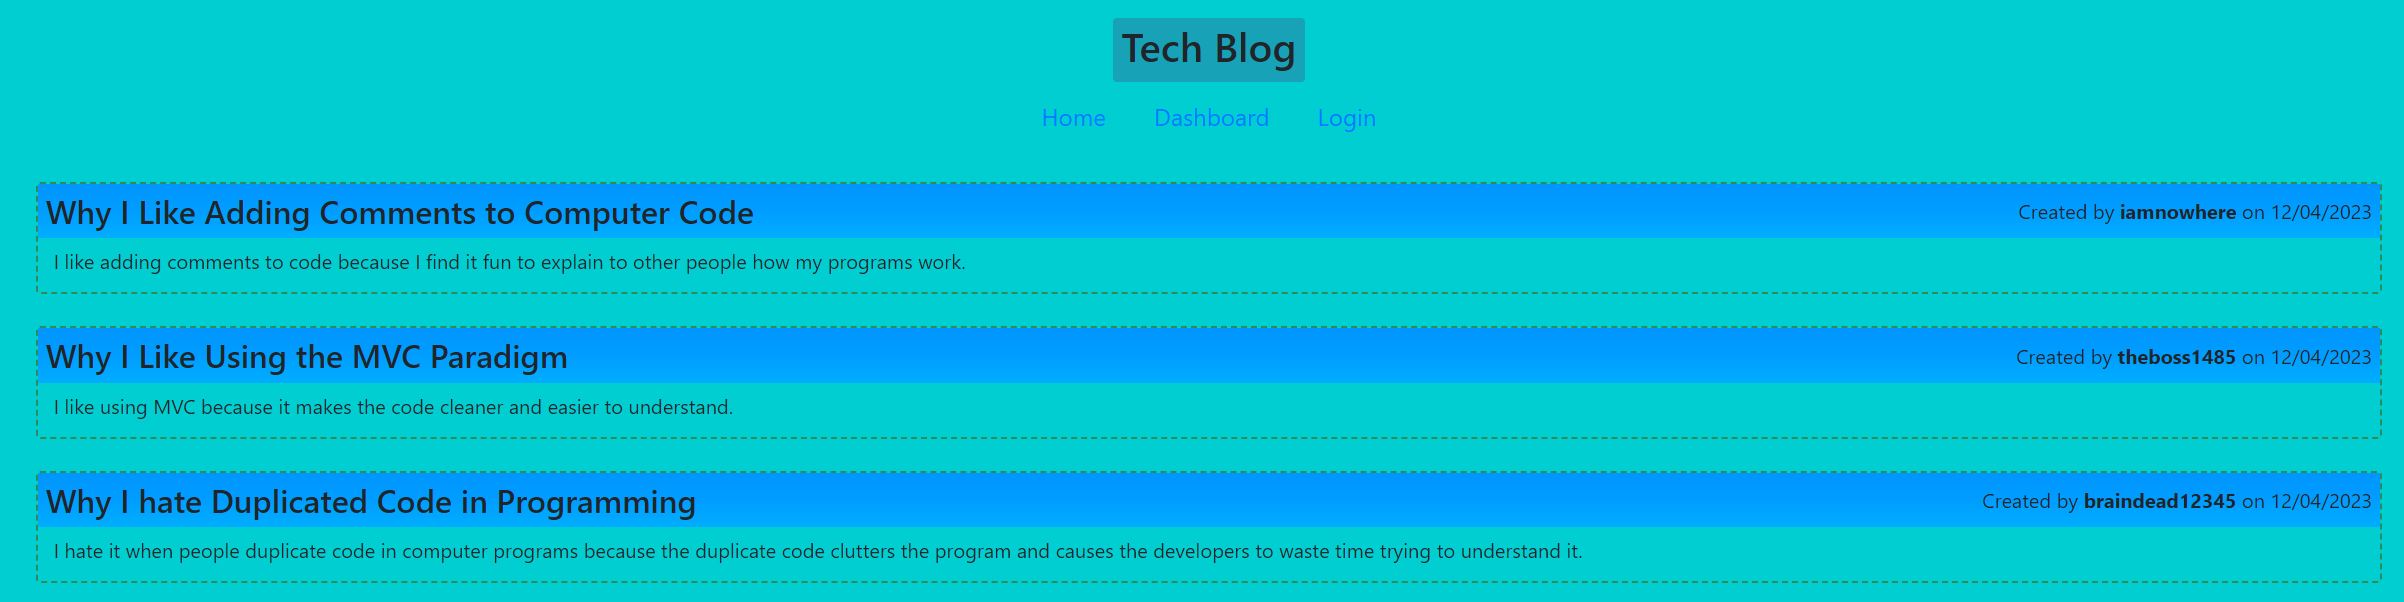 Tech Blog
Home Dashboard Login
Why I Like Adding Comments to Computer Code Created by iamnowhere on 12/04/2023
I like adding comments to code because I find it fun to explain to other people how my programs work.
Why I Like Using the MVC Paradigm Created by theboss1485 on 12/04/2023
I like using MVC because it makes the code cleaner and easier to understand.
Why I hate Duplicated Code in Programming Created by braindead12345 on 12/04/2023
I hate it when people duplicate code in computer programs because the duplicate code clutters the program and causes the developers to waste time trying to understand it.